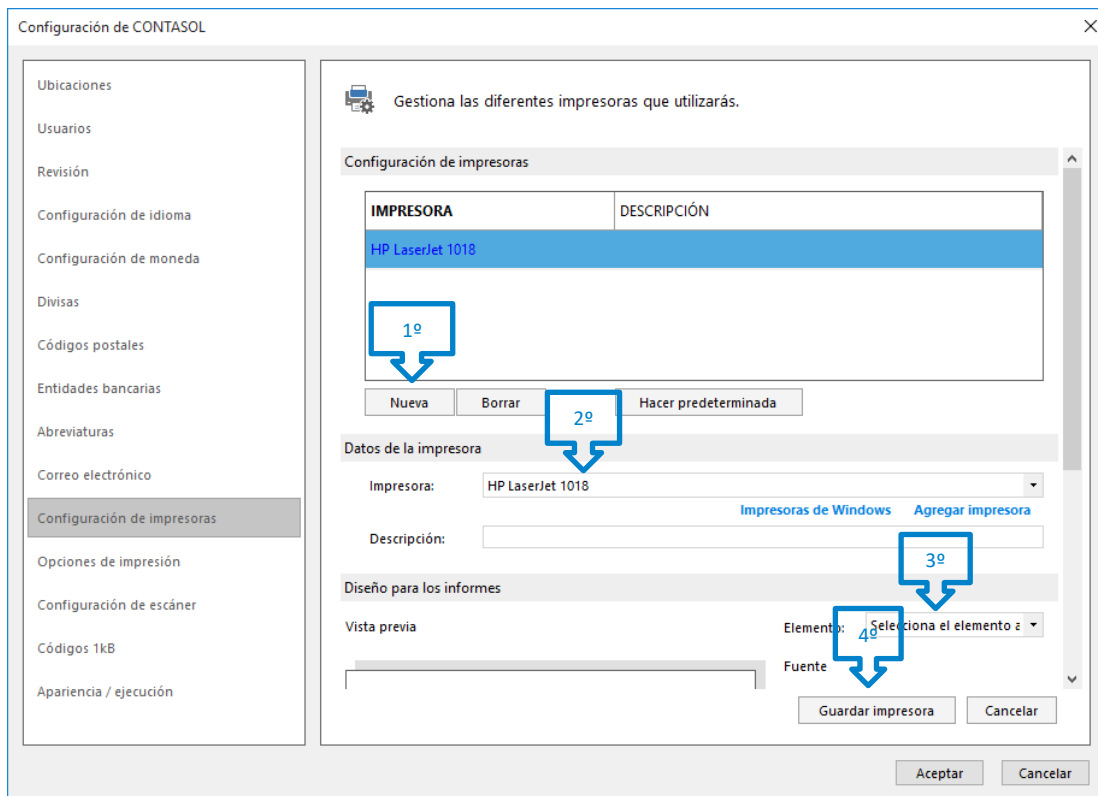 Configuración de CONTASOL
Ubicaciones
Usuarios
Revisión
Configuración de idioma
Configuración de moneda
Divisas
Códigos postales
Entidades bancarias
Abreviaturas
Correo electrónico
Configuración de impresoras
Opciones de impresión
Configuración de escáner
Códigos 1kB
Apariencia / ejecución
Gestiona las diferentes impresoras que utilizarás.
Configuración de impresoras
IMPRESORA DESCRIPCIÓN
HP LaserJet 1018
1º
Nueva Borrar Hacer predeterminada
2º
Datos de la impresora
Impresora: HP LaserJet 1018
Impresoras de Windows Agregar impresora
Descripción:
3º
Diseño para los informes
Vista previa Elemento: Selecciona el elemento a
4º
Fuente
Guardar impresora Cancelar
Aceptar Cancelar